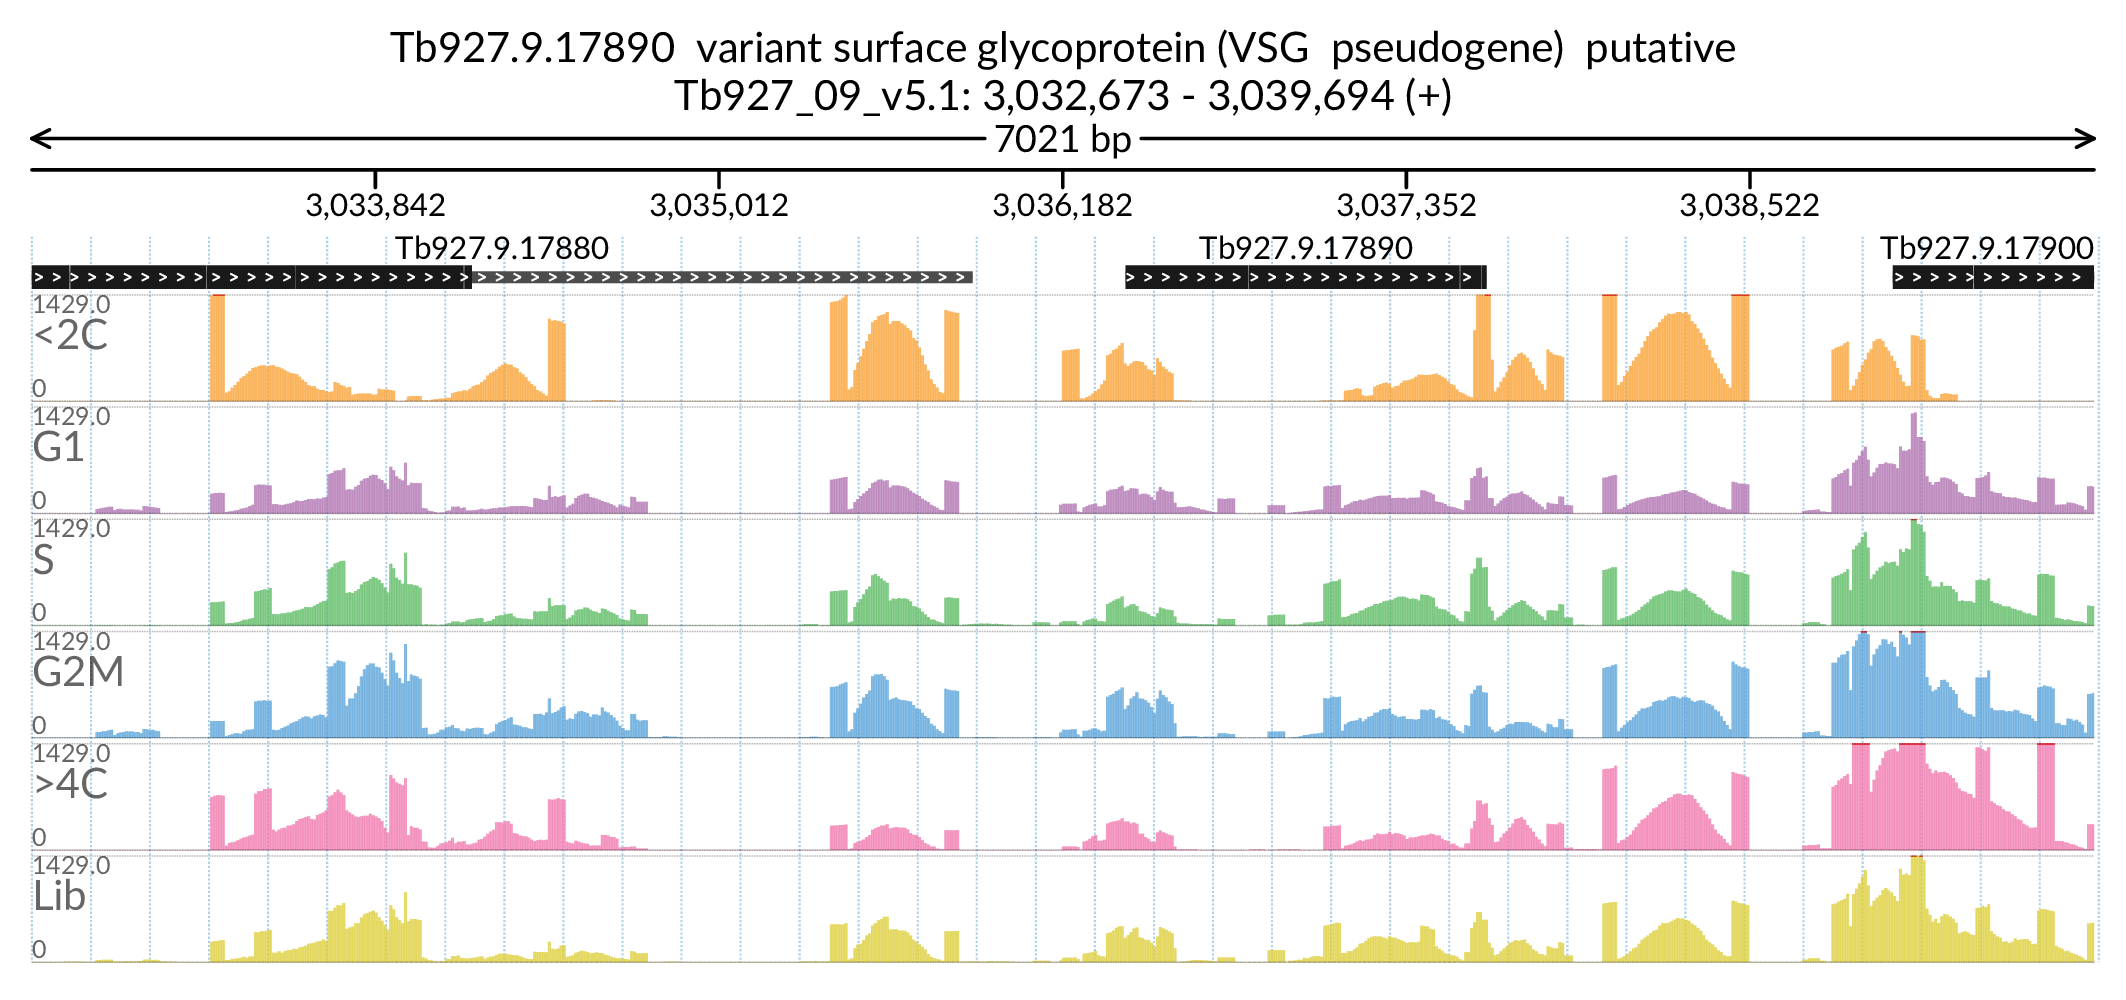 Tb927.9.17890  variant surface glycoprotein (VSG  pseudogene)  putative
Tb927_09_v5.1: 3,032,673 - 3,039,694 (+)
7021 bp
3,033,842 3,035,012 3,036,182 3,037,352 3,038,522
Tb927.9.17880 Tb927.9.17890 Tb927.9.17900
1429.0
<2C
0
1429.0
G1
0
1429.0
S
0
1429.0
G2M
0
1429.0
>4C
0
1429.0
Lib
0